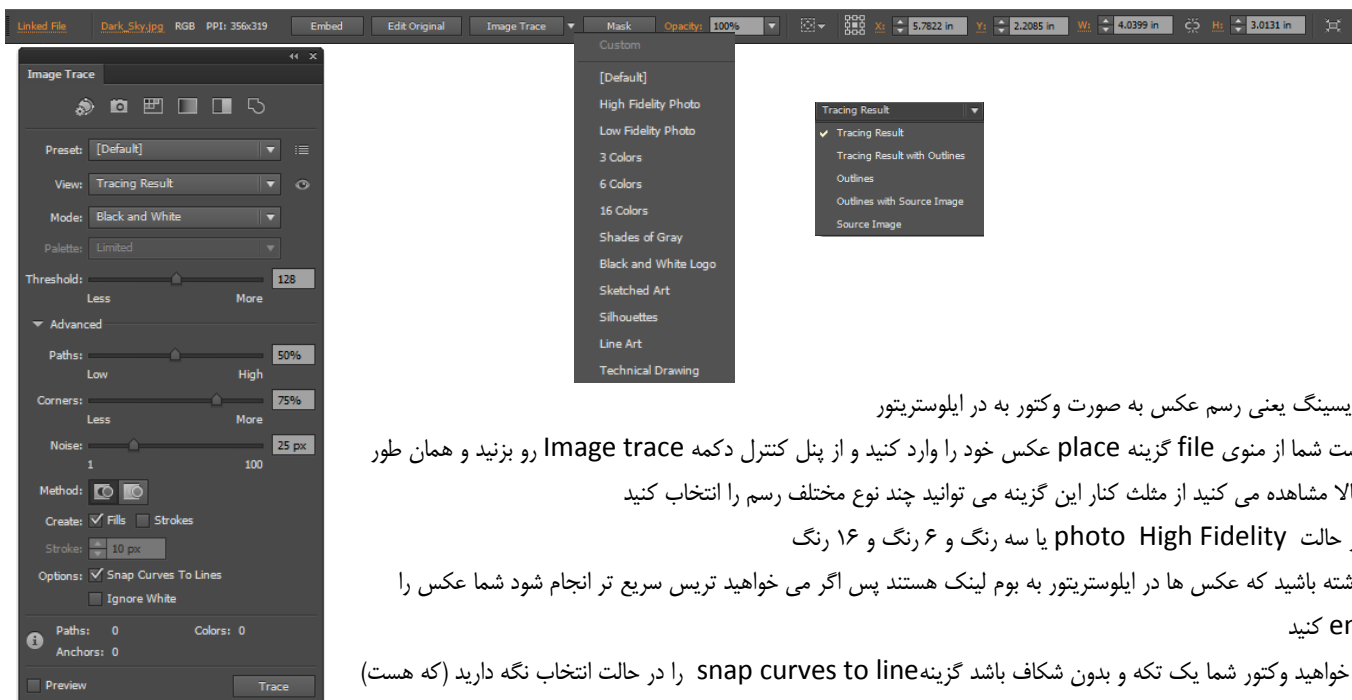 Linked File Dark_Sky.jpg RGB PPI: 356x319 Embed Edit Original Image Trace Mask Opacity: 100% X: 5.7822 in Y: 2.2085 in W: 4.0399 in H: 3.0131 in
Image Trace
Preset: [Default]
View: Tracing Result
Mode: Black and White
Palette: Limited
Threshold: 128
Less More
Advanced
Paths: 50%
Low High
Corners: 75%
Less More
Noise: 25 px
1 100
Method:
Create: Fills Strokes
Stroke: 10 px
Options: Snap Curves To Lines
Ignore White
Paths: 0 Colors: 0
Anchors: 0
Preview Trace
Custom
[Default]
High Fidelity Photo
Low Fidelity Photo
3 Colors
6 Colors
16 Colors
Shades of Gray
Black and White Logo
Sketched Art
Silhouettes
Line Art
Technical Drawing
Tracing Result
Tracing Result
Tracing Result with Outlines
Outlines
Outlines with Source Image
Source Image
یسینگ یعنی رسم عکس به صورت وکتور به در ایلوستریتور
ست شما از منوی file گزینه place عکس خود را وارد کنید و از پنل کنترل دکمه Image trace رو بزنید و همان طور
الا مشاهده می کنید از مثلث کنار این گزینه می توانید چند نوع مختلف رسم را انتخاب کنید
ر حالت photo High Fidelity یا سه رنگ و ۶ رنگ و ۱۶ رنگ
شته باشید که عکس ها در ایلوستریتور به بوم لینک هستند پس اگر می خواهید تریس سریع تر انجام شود شما عکس را
en کنید
خواهید وکتور شما یک تکه و بدون شکاف باشد گزینهsnap curves to line را در حالت انتخاب نگه دارید (که هست)